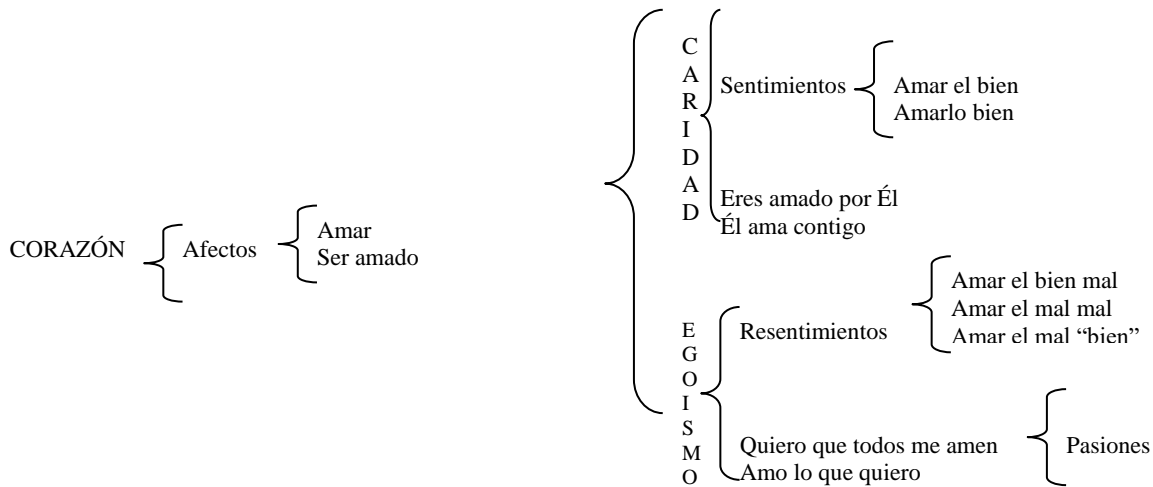 CORAZÓN
Afectos
Amar
Ser amado
CARIDAD
Sentimientos
Amar el bien
Amarlo bien
Eres amado por Él
Él ama contigo
EGOISMO
Resentimientos
Amar el bien mal
Amar el mal mal
Amar el mal “bien”
Quiero que todos me amen
Amo lo que quiero
Pasiones